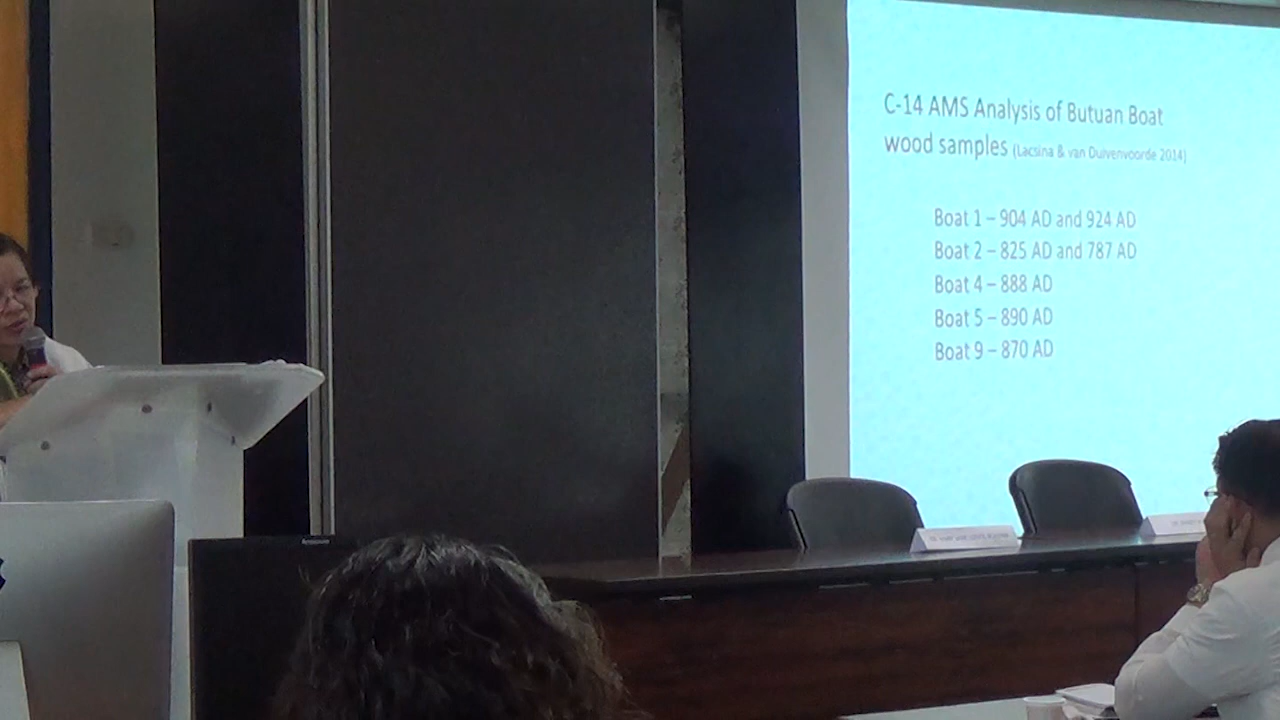 C-14 AMS Analysis of Butuan Boat
wood samples (Lacsina & van Duivenvoorde 2014)
Boat 1 – 904 AD and 924 AD
Boat 2 – 825 AD and 787 AD
Boat 4 – 888 AD
Boat 5 – 890 AD
Boat 9 – 870 AD